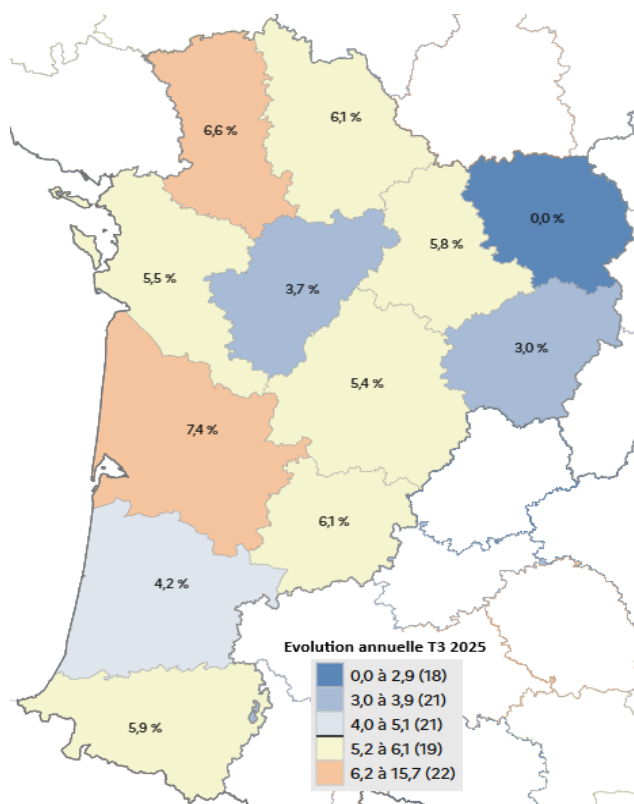 6,6 %
6,1 %
0,0 %
5,8 %
5,5 %
3,7 %
3,0 %
5,4 %
7,4 %
6,1 %
4,2 %
5,9 %
Evolution annuelle T3 2025
0,0 à 2,9 (18)
3,0 à 3,9 (21)
4,0 à 5,1 (21)
5,2 à 6,1 (19)
6,2 à 15,7 (22)